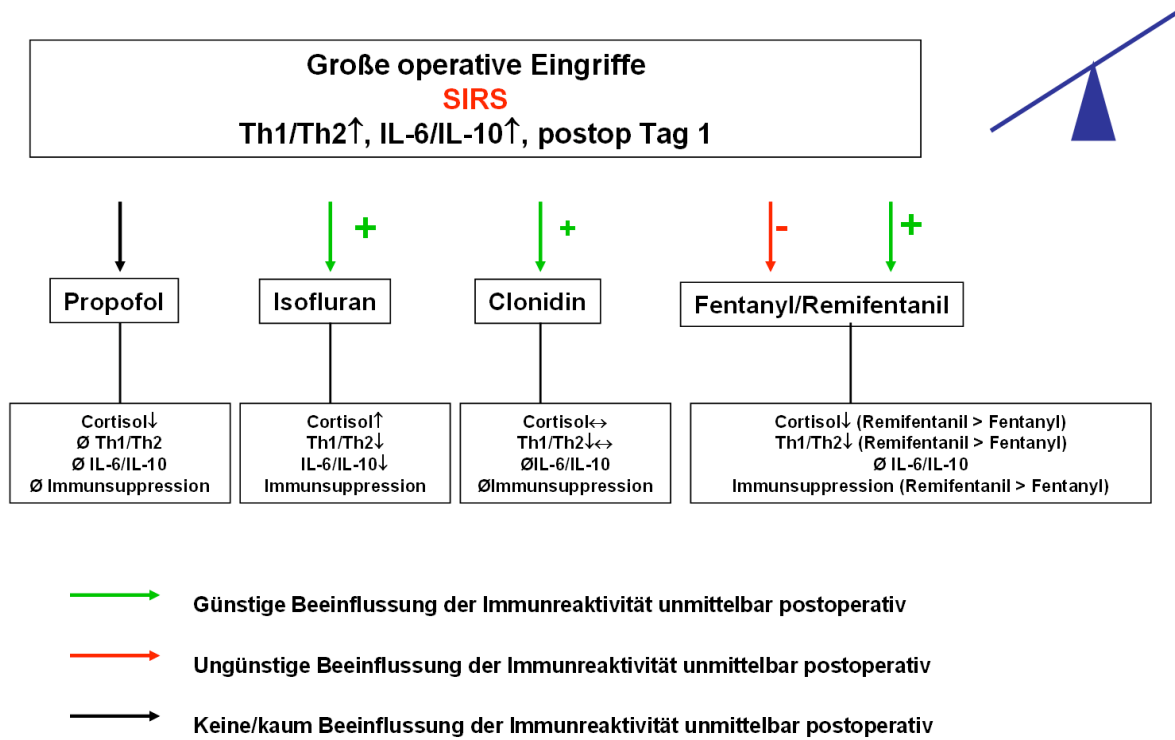 Große operative Eingriffe
SIRS
Th1/Th2↑, IL-6/IL-10↑, postop Tag 1
+
+
-
+
Propofol
Isofluran
Clonidin
Fentanyl/Remifentanil
Cortisol↓
Ø Th1/Th2
Ø IL-6/IL-10
Ø Immunsuppression
Cortisol↑
Th1/Th2↓
IL-6/IL-10↓
Immunsuppression
Cortisol↔
Th1/Th2↓↔
ØIL-6/IL-10
ØImmunsuppression
Cortisol↓ (Remifentanil > Fentanyl)
Th1/Th2↓ (Remifentanil > Fentanyl)
Ø IL-6/IL-10
Immunsuppression (Remifentanil > Fentanyl)
Günstige Beeinflussung der Immunreaktivität unmittelbar postoperativ
Ungünstige Beeinflussung der Immunreaktivität unmittelbar postoperativ
Keine/kaum Beeinflussung der Immunreaktivität unmittelbar postoperativ